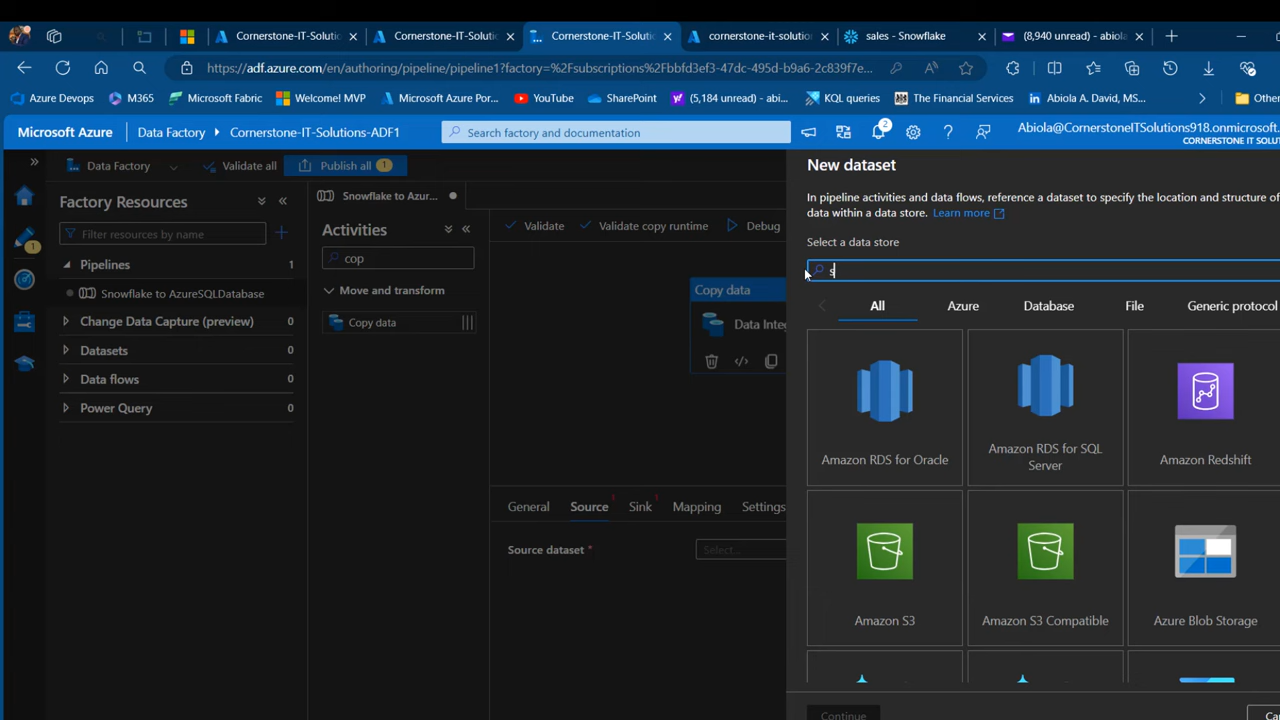 Cornerstone-IT-Solution
Cornerstone-IT-Solutio
Cornerstone-IT-Solutio
cornerstone-it-solution
sales - Snowflake
(8,940 unread) - abiola
https://adf.azure.com/en/authoring/pipeline/pipeline1?factory=%2Fsubscriptions%2Fbbfd3ef3-47dc-495d-b9a6-2c839f7e...
Azure Devops
M365
Microsoft Fabric
Welcome! MVP
Microsoft Azure Por...
YouTube
SharePoint
(5,184 unread) - abi...
KQL queries
The Financial Services
Abiola A. David, MS...
Other
Microsoft Azure
Data Factory
Cornerstone-IT-Solutions-ADF1
Search factory and documentation
2
Abiola@CornerstoneITSolutions918.onmicrosoft.
CORNERSTONE IT SOLUT
Data Factory
Validate all
Publish all 1
Factory Resources
Filter resources by name
1
Pipelines 1
Snowflake to AzureSQLDatabase
Change Data Capture (preview) 0
Datasets 0
Data flows 0
Power Query 0
Snowflake to Azur...
Activities
cop
Move and transform
Copy data
Validate
Validate copy runtime
Debug
Copy data
Data Integ
General
Source
Sink
Mapping
Settings
Source dataset *
Select...
New dataset
In pipeline activities and data flows, reference a dataset to specify the location and structure of
data within a data store. Learn more
Select a data store
s
All
Azure
Database
File
Generic protocol
Amazon RDS for Oracle
Amazon RDS for SQL
Server
Amazon Redshift
Amazon S3
Amazon S3 Compatible
Azure Blob Storage
Continue
Ca